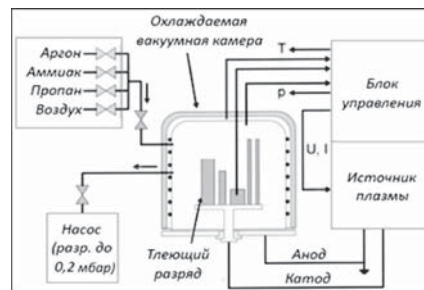 Охлаждаемая
вакуумная камера
Аргон
Аммиак
Пропан
Воздух
T
p
Блок
управления
U, I
Источник
плазмы
Насос
(разр. до
0,2 мбар)
Тлеющий
разряд
Анод
Катод